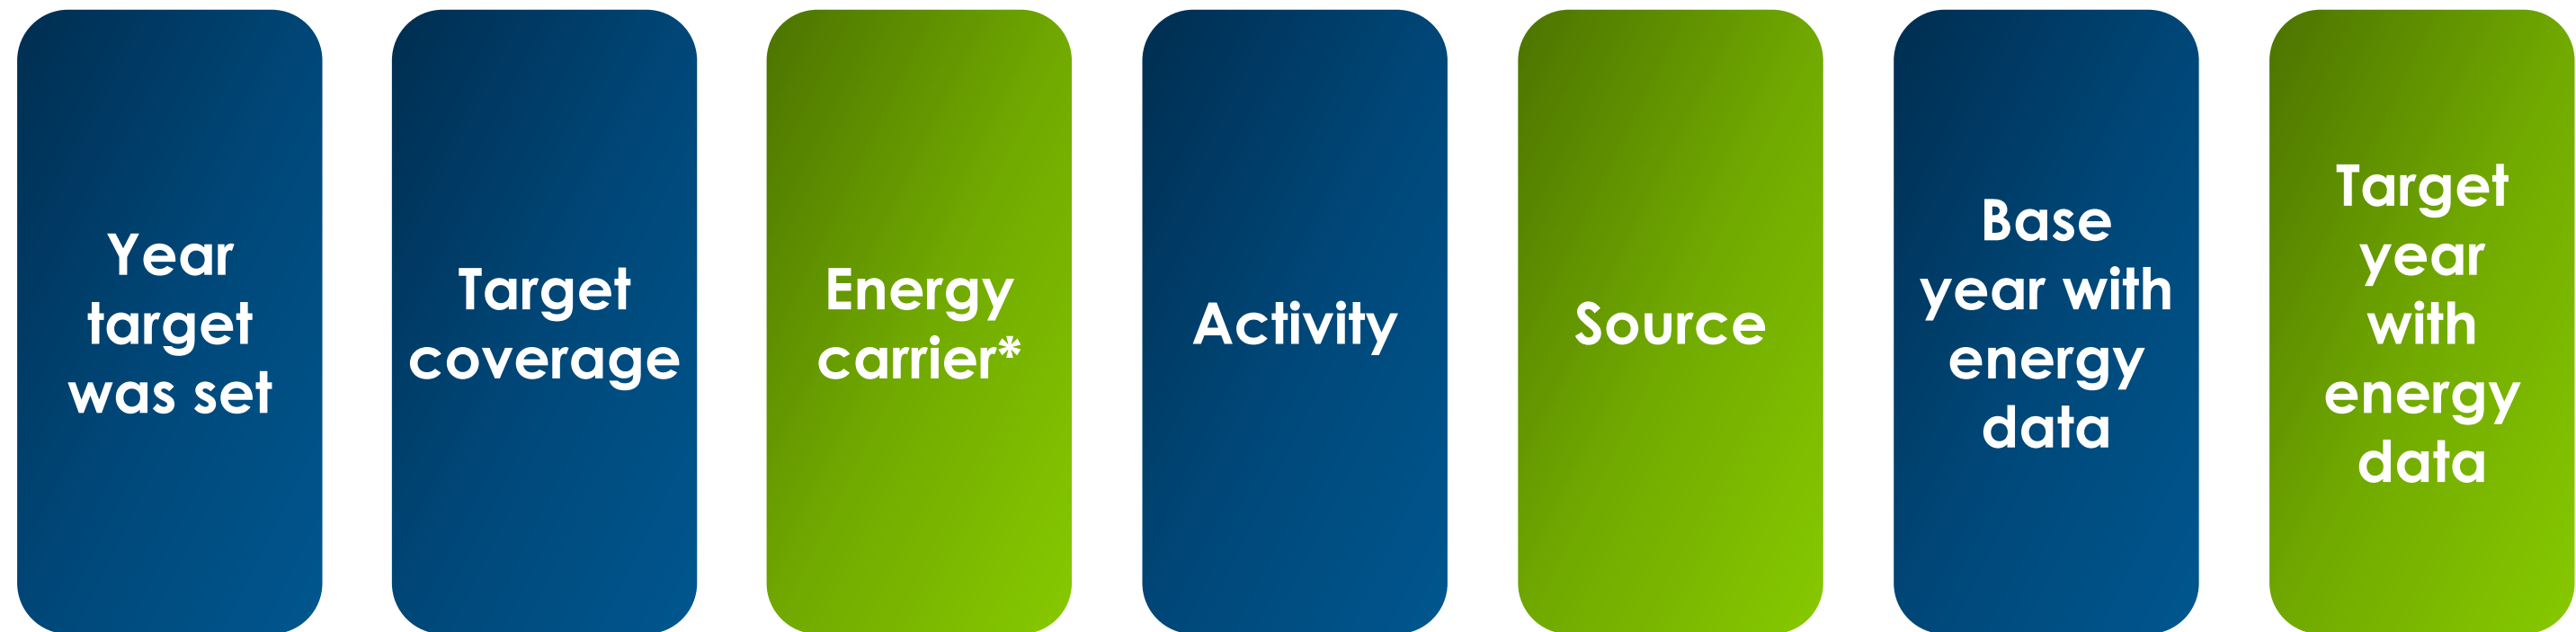 Year
target
was set
Target
coverage
Energy
carrier*
Activity
Source
Base
year with
energy
data
Target
year
with
energy
data